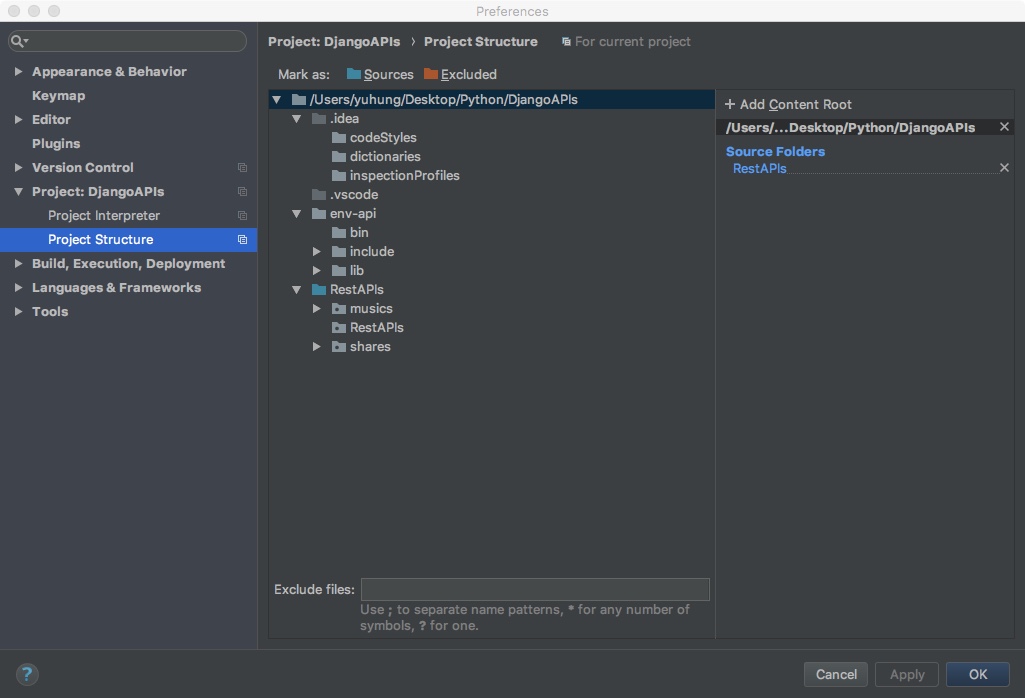 Preferences
Project: DjangoAPIs › Project Structure For current project
Appearance & Behavior
Keymap
Editor
Plugins
Version Control
Project: DjangoAPIs
Project Interpreter
Project Structure
Build, Execution, Deployment
Languages & Frameworks
Tools
Mark as: Sources Excluded
/Users/yuhung/Desktop/Python/DjangoAPIs
.idea
codeStyles
dictionaries
inspectionProfiles
.vscode
env-api
bin
include
lib
RestAPIs
musics
RestAPIs
shares
+ Add Content Root
/Users/...Desktop/Python/DjangoAPIs
Source Folders
RestAPIs
Exclude files:
Use ; to separate name patterns, * for any number of
symbols, ? for one.
?
Cancel
Apply
OK